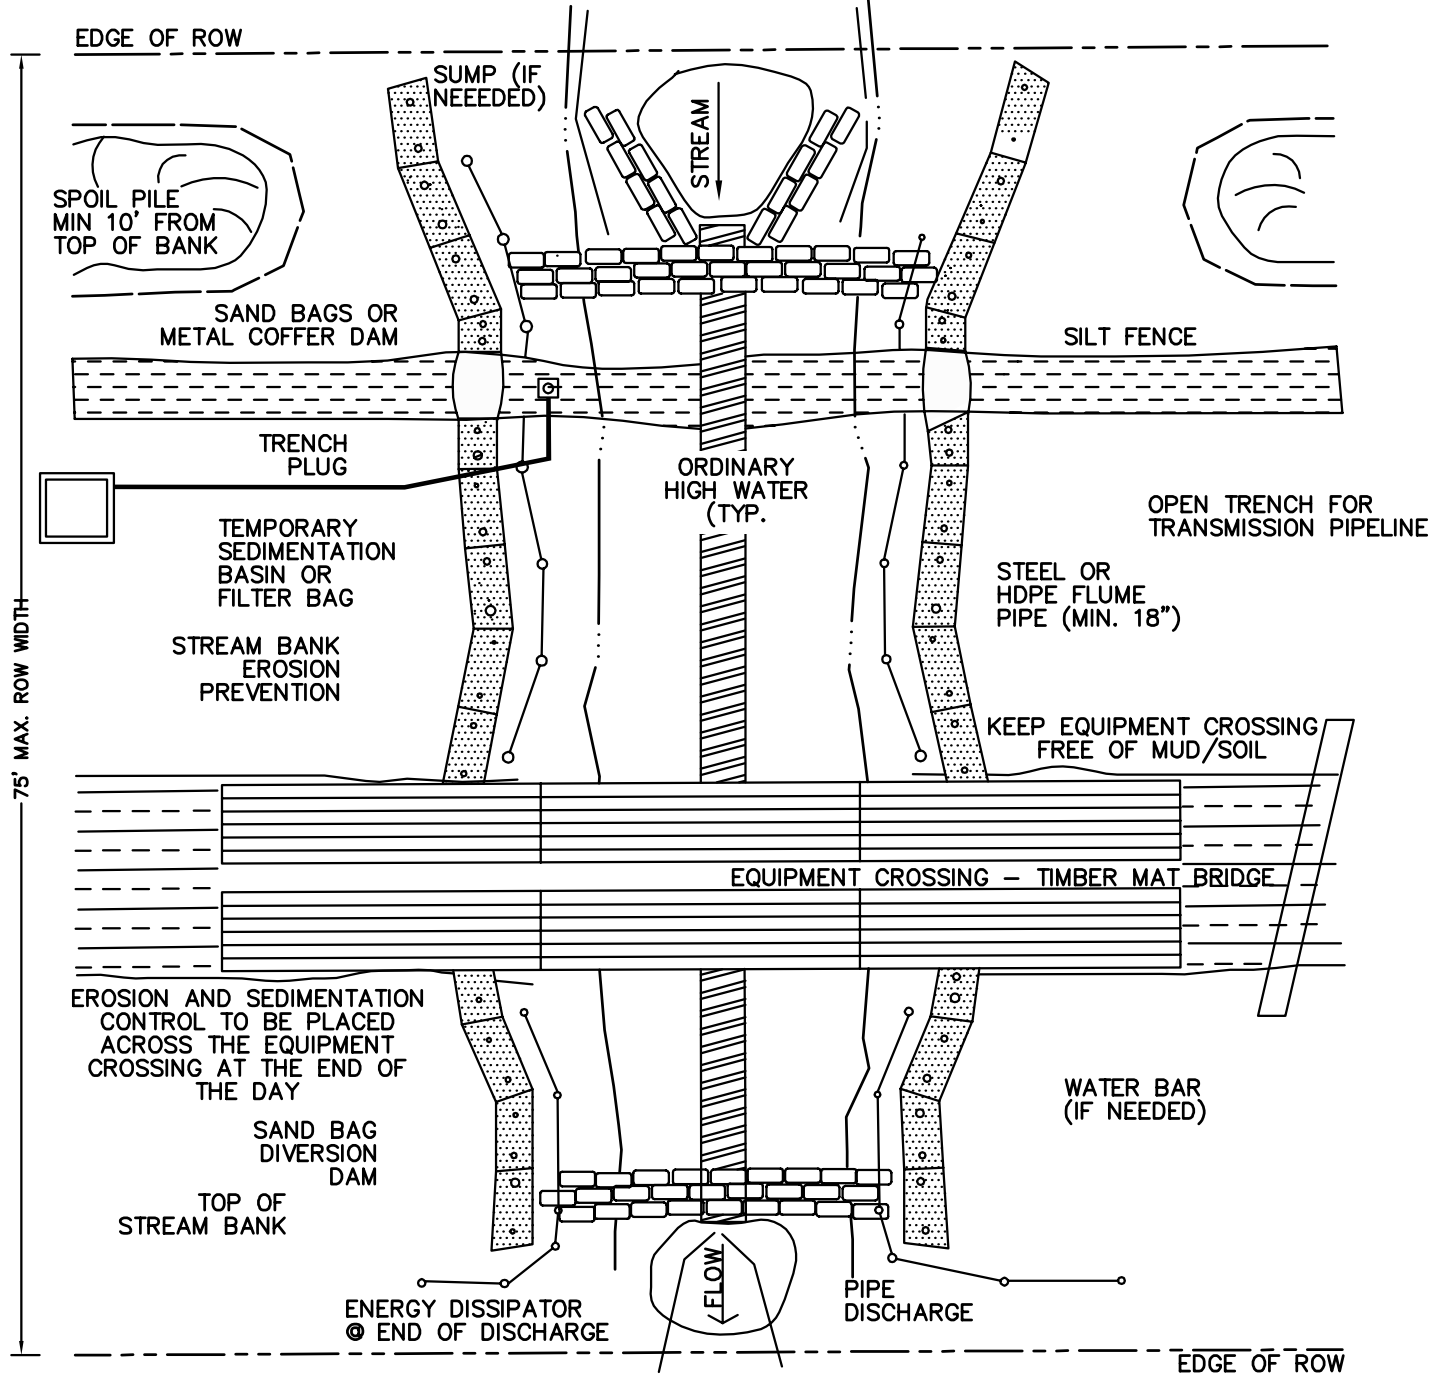 EDGE OF ROW
SUMP (IF
NEEEDED)
STREAM
SPOIL PILE
MIN 10' FROM
TOP OF BANK
SAND BAGS OR
METAL COFFER DAM
SILT FENCE
TRENCH
PLUG
ORDINARY
HIGH WATER
(TYP.
OPEN TRENCH FOR
TRANSMISSION PIPELINE
TEMPORARY
SEDIMENTATION
BASIN OR
FILTER BAG
STEEL OR
HDPE FLUME
PIPE (MIN. 18")
75' MAX. ROW WIDTH
STREAM BANK
EROSION
PREVENTION
KEEP EQUIPMENT CROSSING
FREE OF MUD/SOIL
EQUIPMENT CROSSING – TIMBER MAT BRIDGE
EROSION AND SEDIMENTATION
CONTROL TO BE PLACED
ACROSS THE EQUIPMENT
CROSSING AT THE END OF
THE DAY
WATER BAR
(IF NEEDED)
SAND BAG
DIVERSION
DAM
TOP OF
STREAM BANK
FLOW
PIPE
DISCHARGE
ENERGY DISSIPATOR
@ END OF DISCHARGE
EDGE OF ROW